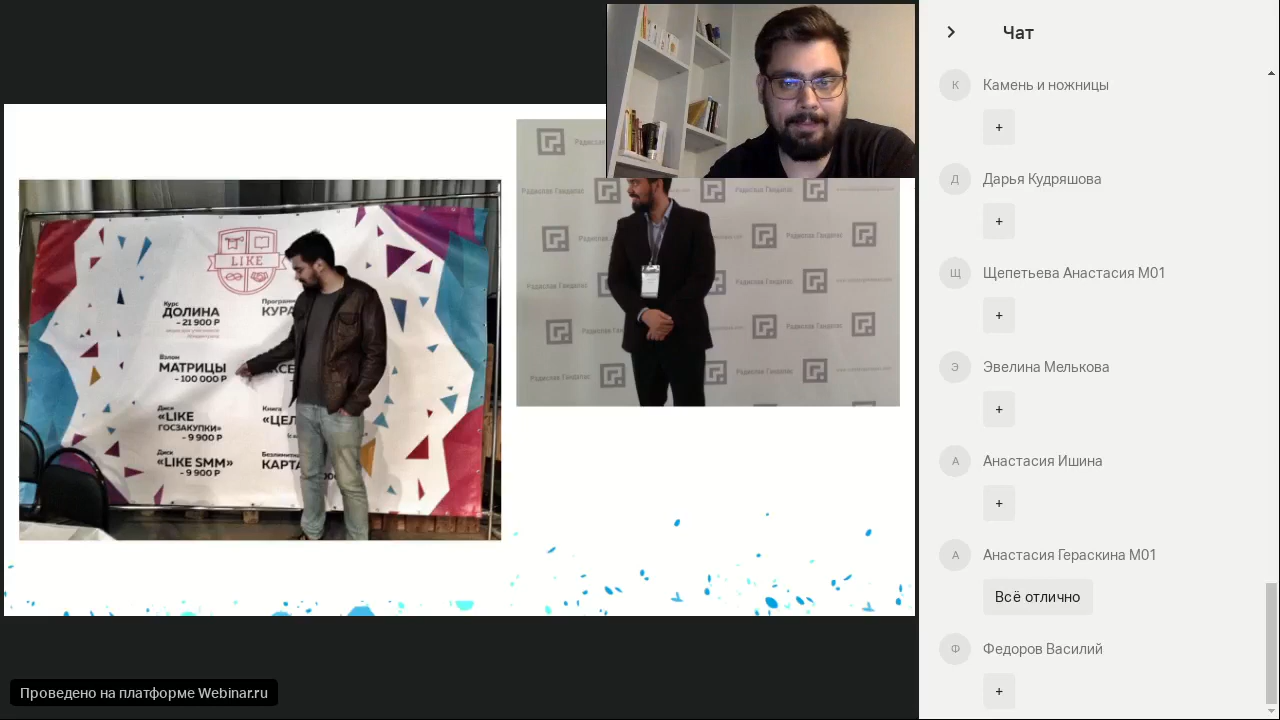 Радислав Гандапас
LIKE
Курс
ДОЛИНА
- 21 900 Р
Взлом
МАТРИЦЫ
- 100 000 Р
Диск
«LIKE
ГОСЗАКУПКИ»
- 9 900 Р
Книга
Диск
«LIKE SMM»
- 9 900 Р
Проведено на платформе Webinar.ru
Чат
К
Камень и ножницы
+
Д
Дарья Кудряшова
+
Щ
Щепетьева Анастасия М01
+
Э
Эвелина Мелькова
+
А
Анастасия Ишина
+
А
Анастасия Гераскина М01
Всё отлично
Ф
Федоров Василий
+